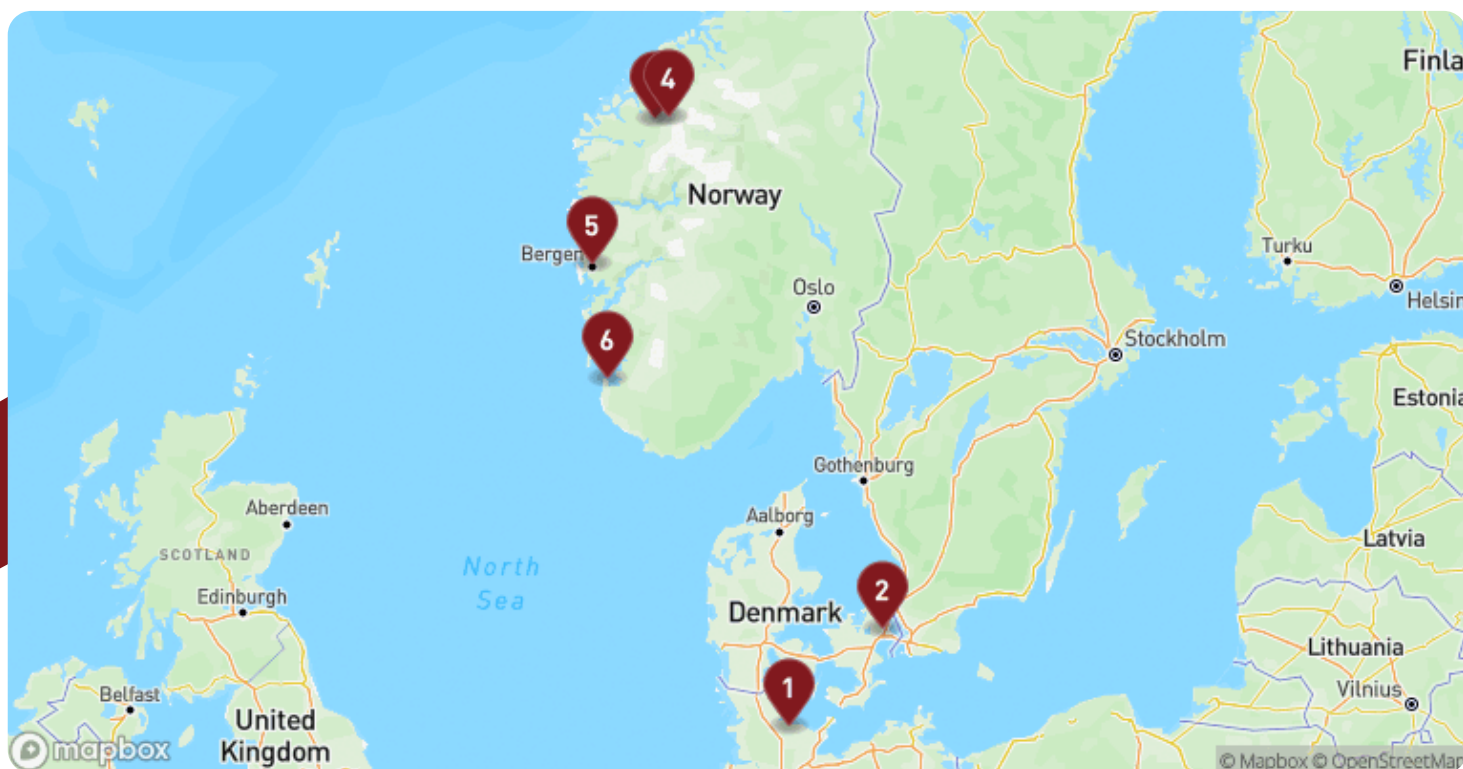 Finla
4
Norway
5
Bergen
Turku
Oslo
Helsin
6
Stockholm
Estonia
Gothenburg
Aberdeen
Aalborg
SCOTLAND
Latvia
North
Sea
2
Edinburgh
Denmark
Lithuania
1
Belfast
Vilnius
United
Kingdom
mapbox
© Mapbox © OpenStreetMap